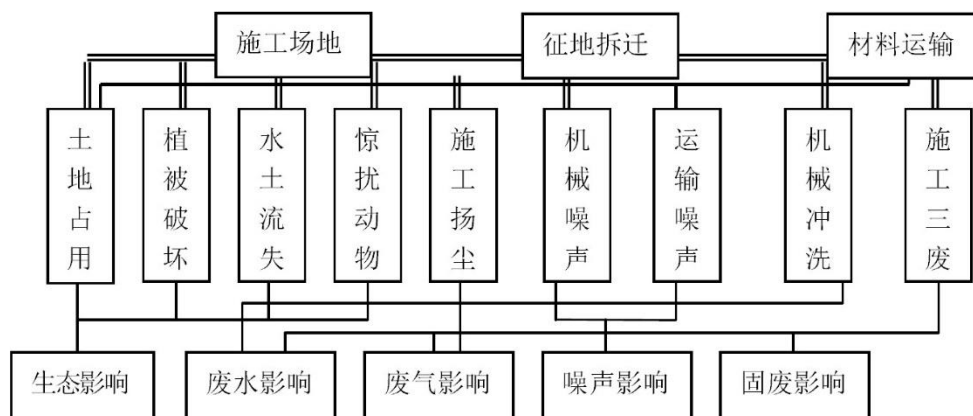 施工场地
征地拆迁
材料运输
土地占用
植被破坏
水土流失
惊扰动物
施工扬尘
机械噪声
运输噪声
机械冲洗
施工三废
生态影响
废水影响
废气影响
噪声影响
固废影响